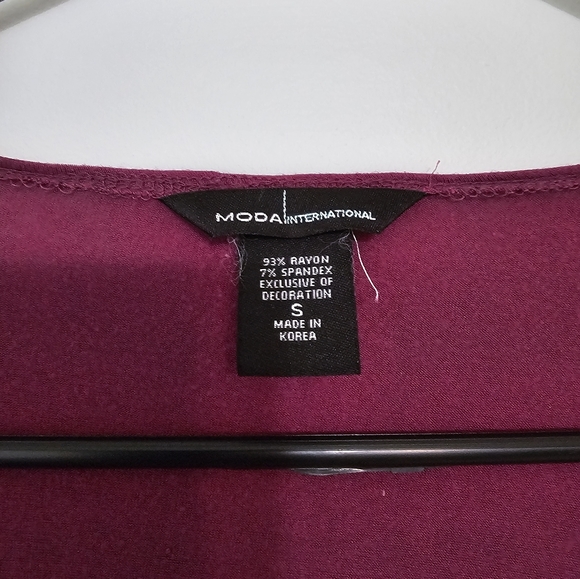 MODA INTERNATIONAL
93% RAYON
7% SPANDEX
EXCLUSIVE OF
DECORATION
S
MADE IN
KOREA